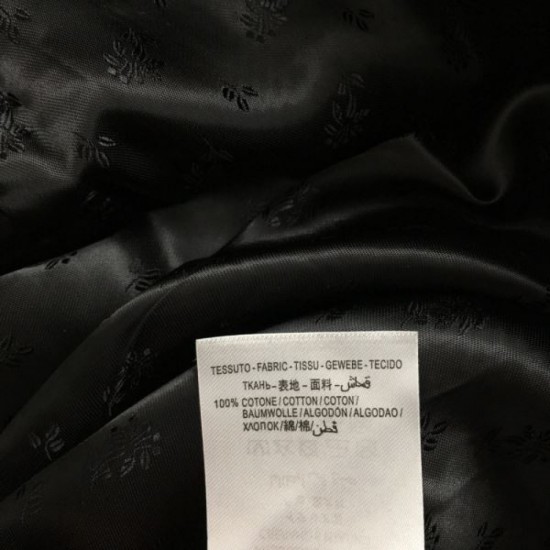 TESSUTO - FABRIC - TISSU - GEWEBE - TECIDO
ТКАНЬ - 表地 - 面料 - قماش
100% COTONE / COTTON / COTON /
BAUMWOLLE / ALGODÓN / ALGODAO /
ХЛОПОК / 綿 / 棉 / قطن